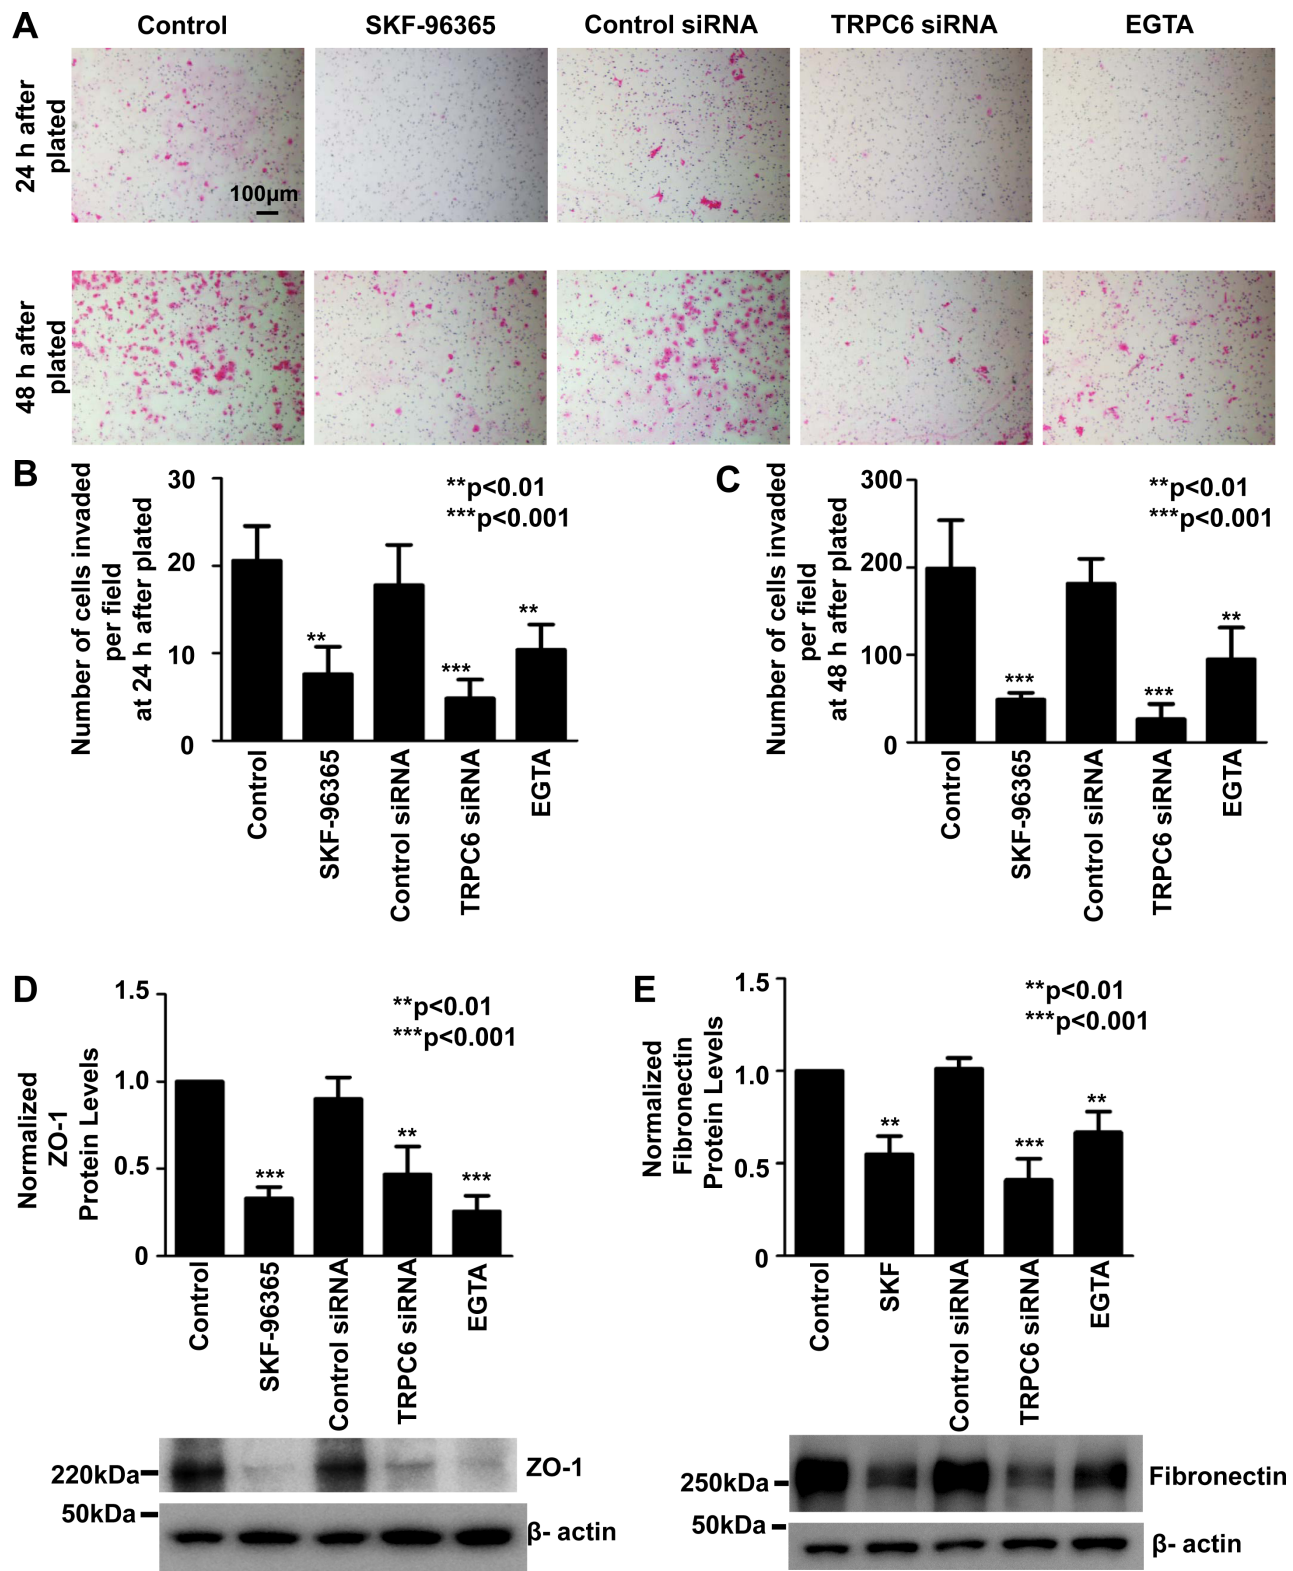 A
Control
SKF-96365
Control siRNA
TRPC6 siRNA
EGTA
24 h after
plated
100µm
48 h after
plated
B
Number of cells invaded
per field
at 24 h after plated
30
20
10
0
**p<0.01
***p<0.001
**
***
**
Control
SKF-96365
Control siRNA
TRPC6 siRNA
EGTA
C
Number of cells invaded
per field
at 48 h after plated
300
200
100
0
**p<0.01
***p<0.001
***
***
**
Control
SKF-96365
Control siRNA
TRPC6 siRNA
EGTA
D
Normalized
ZO-1
Protein Levels
1.5
1.0
0.5
0
**p<0.01
***p<0.001
***
**
***
Control
SKF-96365
Control siRNA
TRPC6 siRNA
EGTA
220kDa
ZO-1
50kDa
β- actin
E
Normalized
Fibronectin
Protein Levels
1.5
1.0
0.5
0
**p<0.01
***p<0.001
**
***
**
Control
SKF
Control siRNA
TRPC6 siRNA
EGTA
250kDa
Fibronectin
50kDa
β- actin